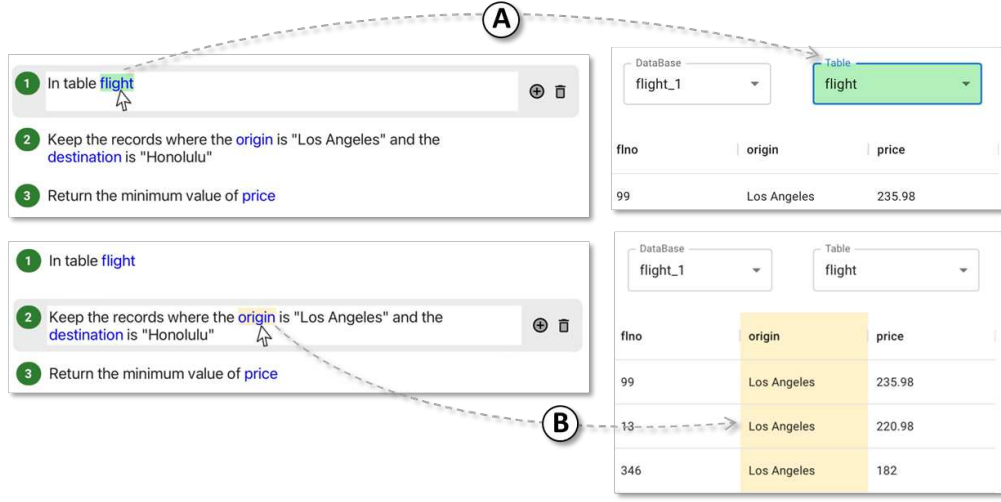 A
1 In table flight
2 Keep the records where the origin is "Los Angeles" and the
destination is "Honolulu"
3 Return the minimum value of price
DataBase Table
flight_1 flight
flno origin price
99 Los Angeles 235.98
1 In table flight
2 Keep the records where the origin is "Los Angeles" and the
destination is "Honolulu"
3 Return the minimum value of price
B
DataBase Table
flight_1 flight
flno origin price
99 Los Angeles 235.98
13 Los Angeles 220.98
346 Los Angeles 182